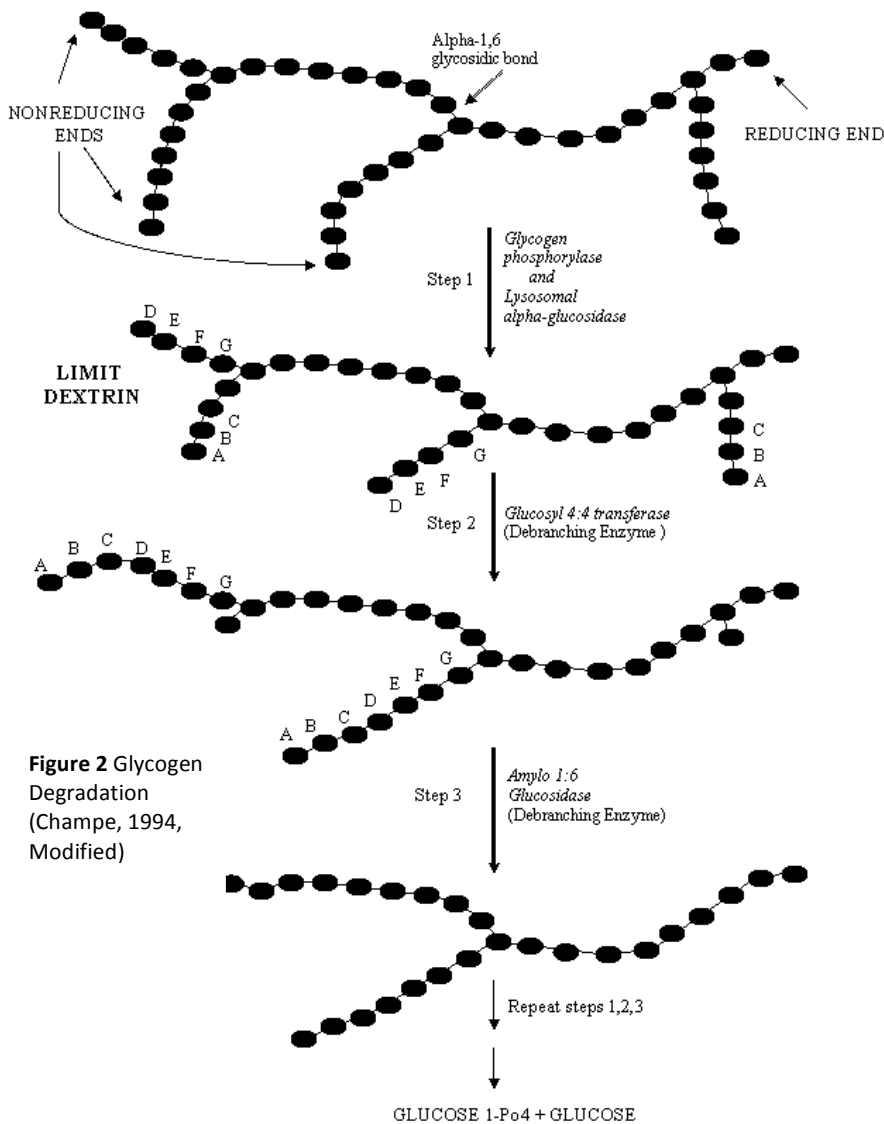 Alpha-1,6
glycosidic bond
NONREDUCING
ENDS
REDUCING END
Step 1
Glycogen
phosphorylase
and
Lysosomal
alpha-glucosidase
D
E
F
G
LIMIT
DEXTRIN
C
B
A
G
F
E
D
C
B
A
Step 2
Glucosyl 4:4 transferase
(Debranching Enzyme )
A
B
C
D
E
F
G
G
F
E
D
C
B
A
Figure 2 Glycogen
Degradation
(Champe, 1994,
Modified)
Step 3
Amylo 1:6
Glucosidase
(Debranching Enzyme)
Repeat steps 1,2,3
GLUCOSE 1-Po4 + GLUCOSE